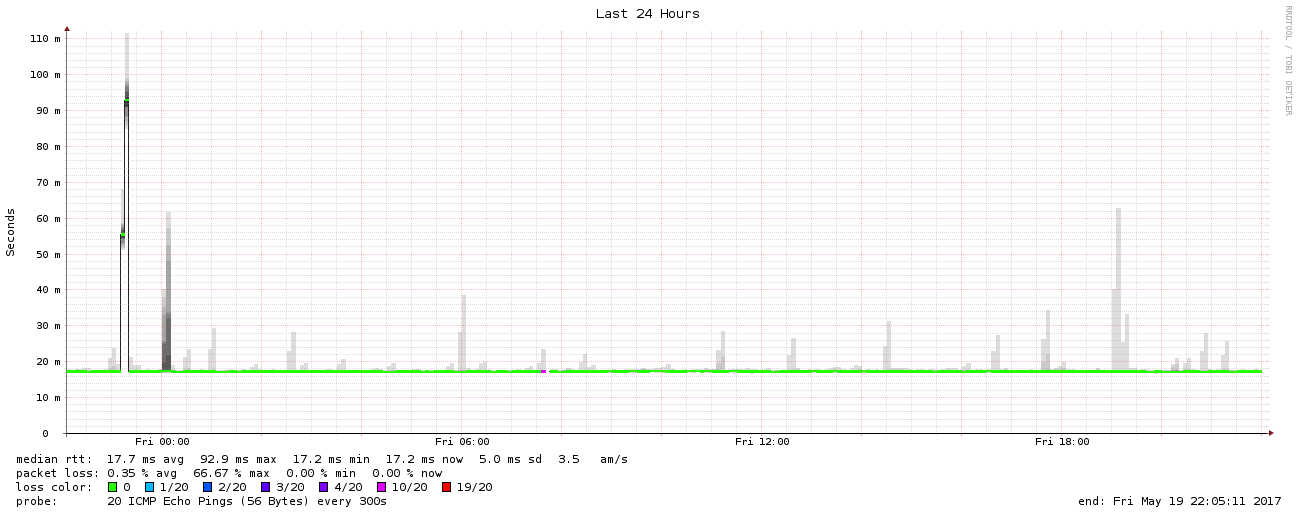 Last 24 Hours
RRDTOOL / TOBI OETIKER
110 m
100 m
90 m
80 m
70 m
60 m
50 m
40 m
30 m
20 m
10 m
0
Seconds
Fri 00:00 Fri 06:00 Fri 12:00 Fri 18:00
median rtt: 17.7 ms avg 92.9 ms max 17.2 ms min 17.2 ms now 5.0 ms sd 3.5 am/s
packet loss: 0.35 % avg 66.67 % max 0.00 % min 0.00 % now
loss color: 0 1/20 2/20 3/20 4/20 10/20 19/20
probe: 20 ICMP Echo Pings (56 Bytes) every 300s end: Fri May 19 22:05:11 2017